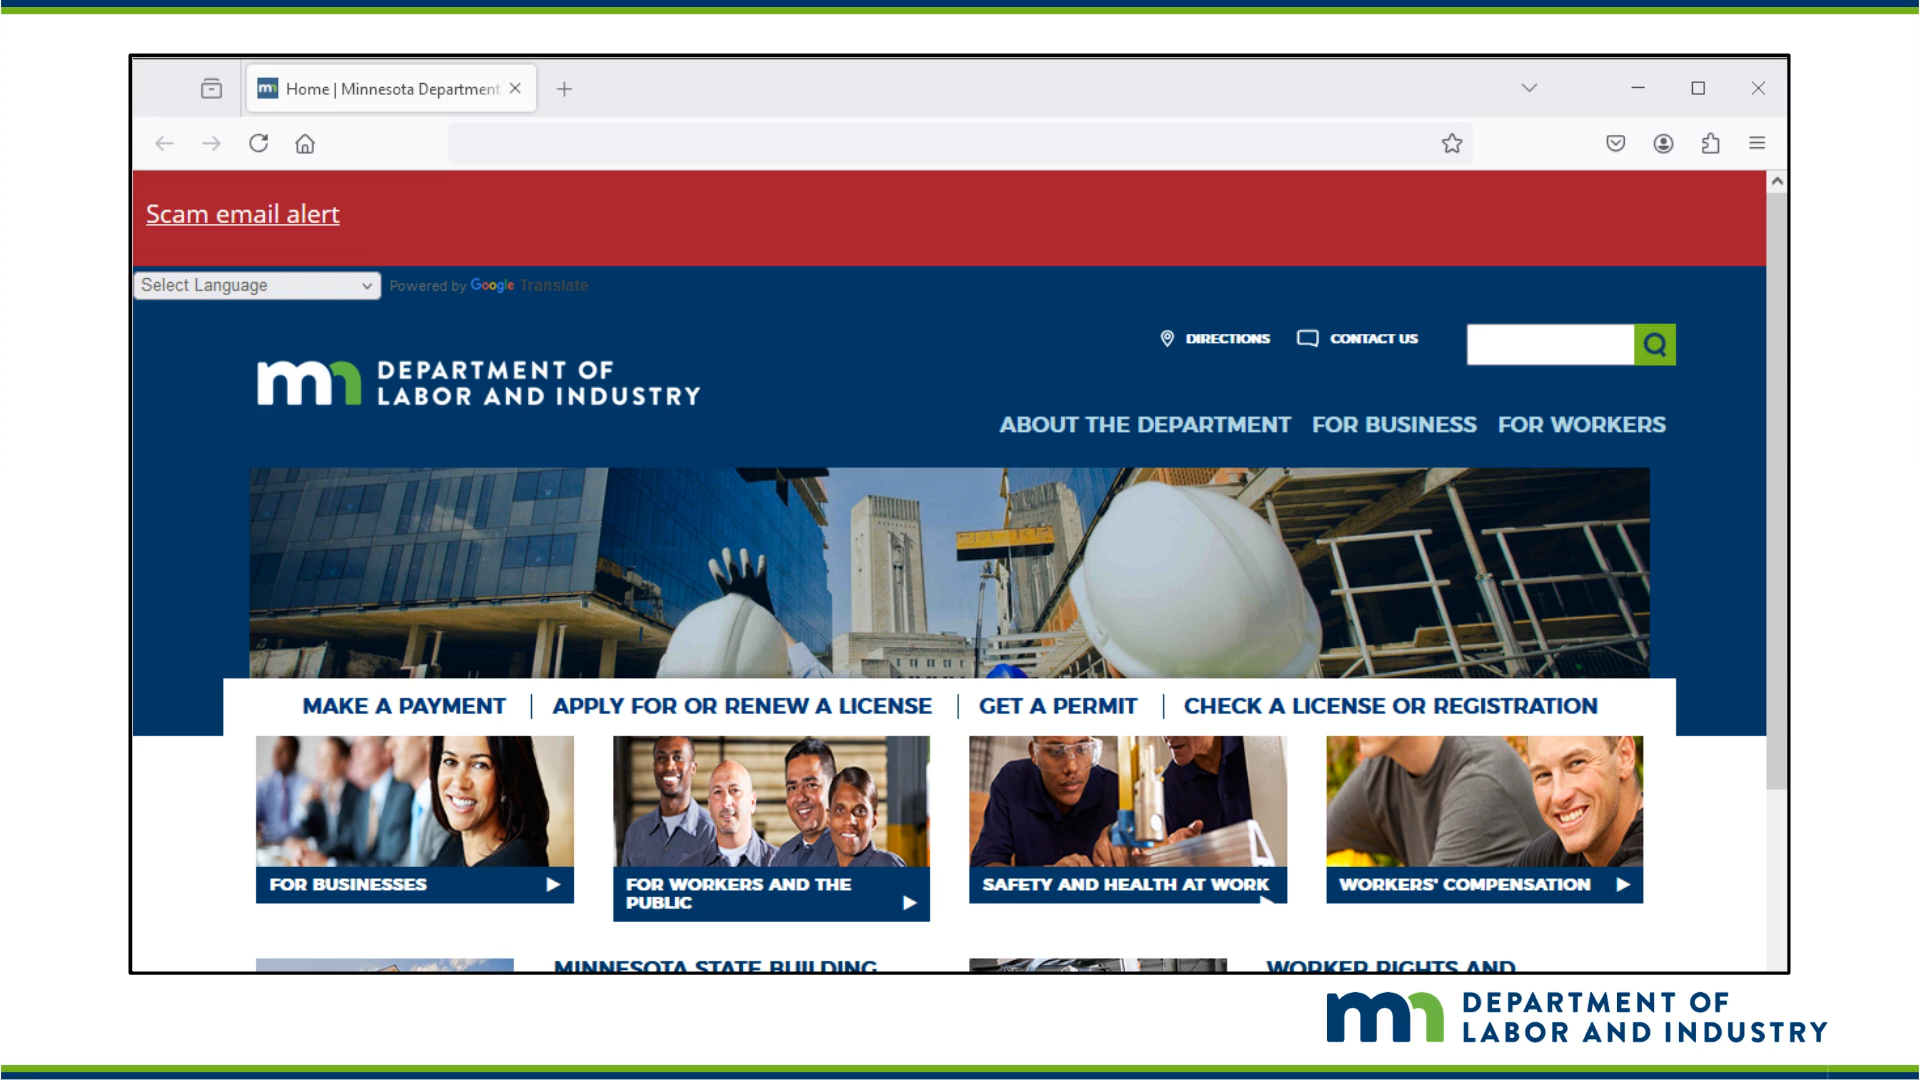 Home | Minnesota Department
Scam email alert
Select Language
Powered by Google Translate
DIRECTIONS
CONTACT US
DEPARTMENT OF
LABOR AND INDUSTRY
ABOUT THE DEPARTMENT
FOR BUSINESS
FOR WORKERS
MAKE A PAYMENT
APPLY FOR OR RENEW A LICENSE
GET A PERMIT
CHECK A LICENSE OR REGISTRATION
FOR BUSINESSES
FOR WORKERS AND THE
PUBLIC
SAFETY AND HEALTH AT WORK
WORKERS' COMPENSATION
MINNESOTA STATE BUILDING
WORKER RIGHTS AND
DEPARTMENT OF
LABOR AND INDUSTRY